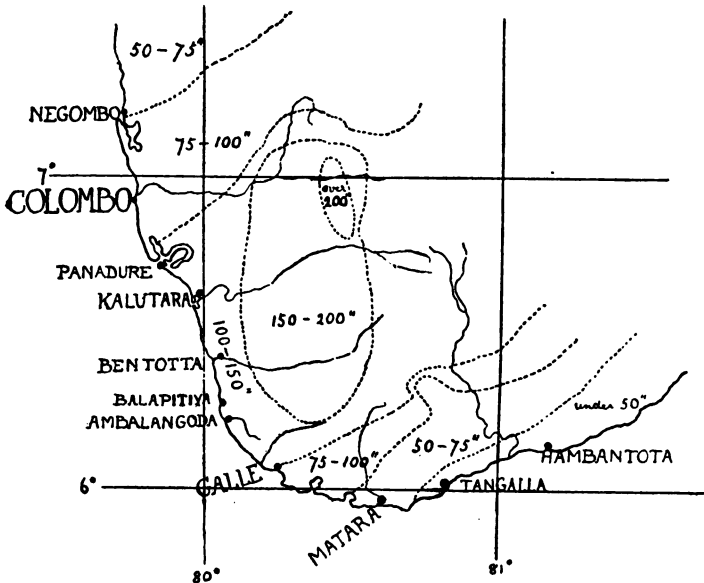 50-75"
NEGOMBO
75-100"
7°
COLOMBO
over
200"
PANADURE
KALUTARA
150-200"
100-150"
BENTOTTA
BALAPITIYA
AMBALANGODA
under 50"
50-75"
75-100"
HAMBANTOTA
GALLE
6°
TANGALLA
MATARA
80°
81°